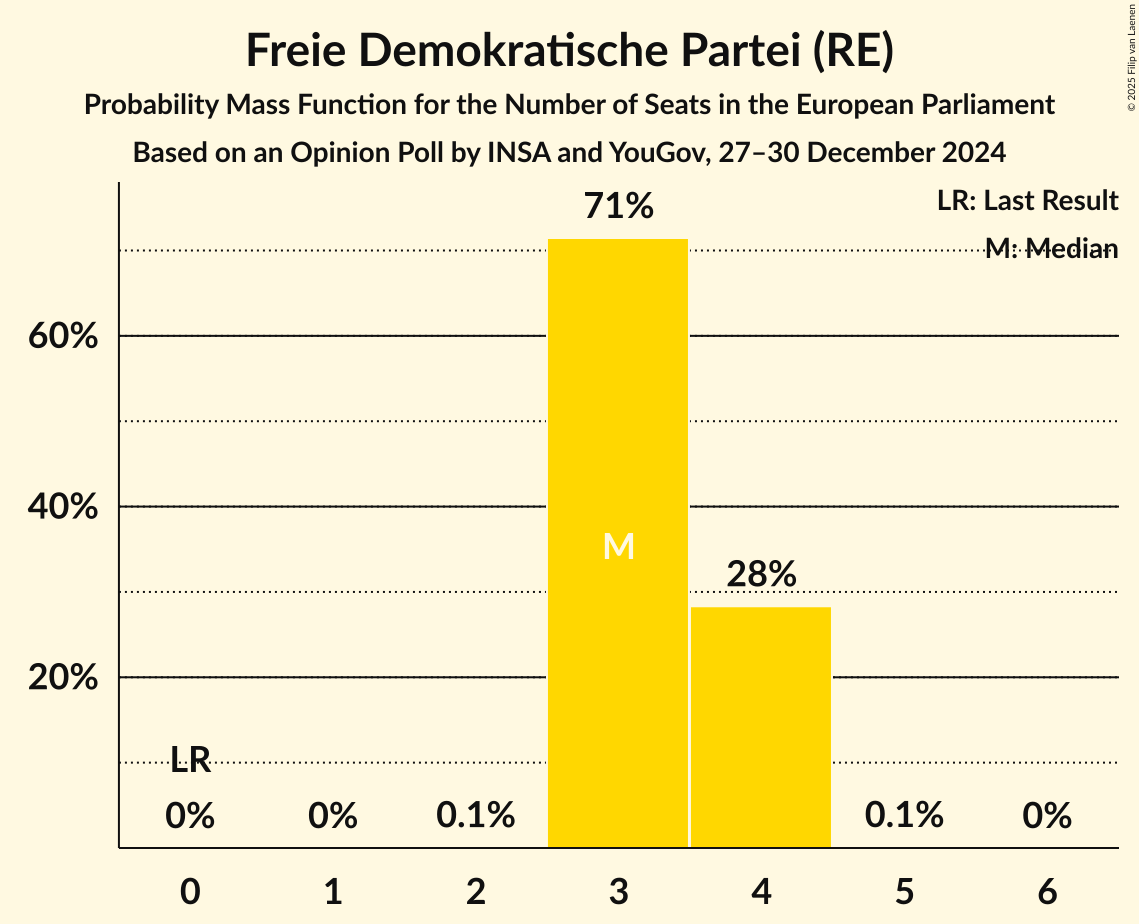 Freie Demokratische Partei (RE)
Probability Mass Function for the Number of Seats in the European Parliament
Based on an Opinion Poll by INSA and YouGov, 27–30 December 2024
© 2025 Filip van Laenen
LR: Last Result
M: Median
71%
60%
40%
M
28%
20%
LR
0%
0%
0.1%
0.1%
0%
0
1
2
3
4
5
6